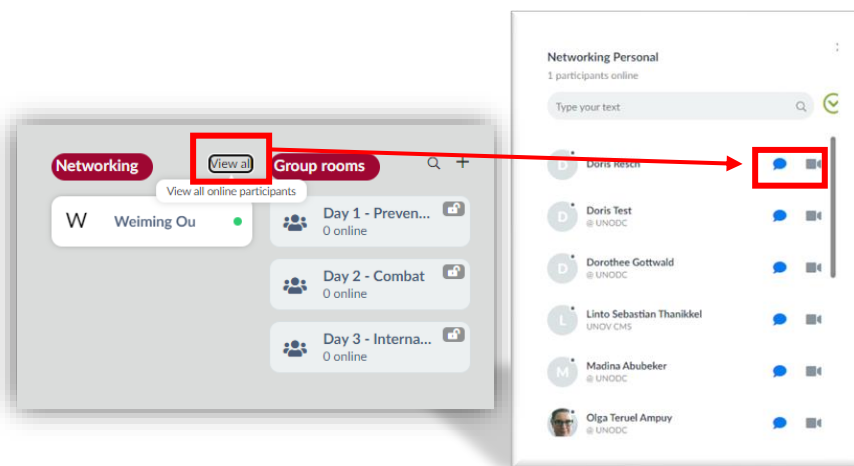 Networking
View all
View all online participants
W
Weiming Ou
Group rooms
Day 1 - Preven...
0 online
Day 2 - Combat
0 online
Day 3 - Interna...
0 online
Networking Personal
1 participants online
Type your text
D
Doris Resch
D
Doris Test
@ UNODC
D
Dorothee Gottwald
@ UNODC
L
Linto Sebastian Thanikkel
UNOV CMS
M
Madina Abubeker
@ UNODC
Olga Teruel Ampuy
@ UNODC